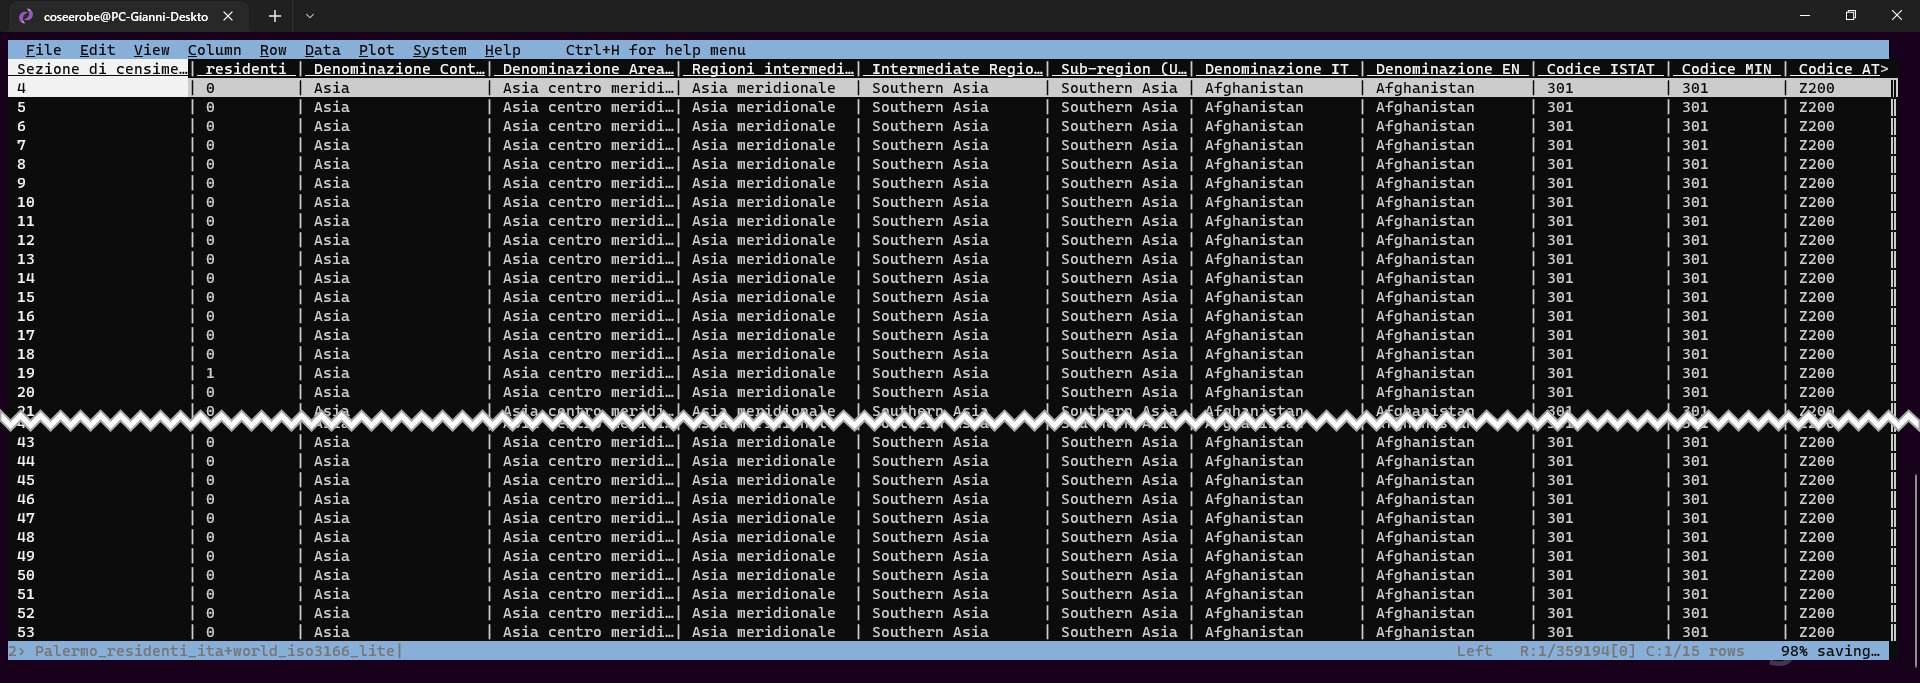 coseerobe@PC-Gianni-Deskto
File Edit View Column Row Data Plot System Help Ctrl+H for help menu
Sezione di censime…| residenti | Denominazione Cont…| Denominazione Area…| Regioni intermedi…| Intermediate Regio…| Sub-region (U…| Denominazione IT | Denominazione EN | Codice ISTAT | Codice MIN | Codice AT>
4 | 0 | Asia | Asia centro meridi…| Asia meridionale | Southern Asia | Southern Asia | Afghanistan | Afghanistan | 301 | 301 | Z200
5 | 0 | Asia | Asia centro meridi…| Asia meridionale | Southern Asia | Southern Asia | Afghanistan | Afghanistan | 301 | 301 | Z200
6 | 0 | Asia | Asia centro meridi…| Asia meridionale | Southern Asia | Southern Asia | Afghanistan | Afghanistan | 301 | 301 | Z200
7 | 0 | Asia | Asia centro meridi…| Asia meridionale | Southern Asia | Southern Asia | Afghanistan | Afghanistan | 301 | 301 | Z200
8 | 0 | Asia | Asia centro meridi…| Asia meridionale | Southern Asia | Southern Asia | Afghanistan | Afghanistan | 301 | 301 | Z200
9 | 0 | Asia | Asia centro meridi…| Asia meridionale | Southern Asia | Southern Asia | Afghanistan | Afghanistan | 301 | 301 | Z200
10 | 0 | Asia | Asia centro meridi…| Asia meridionale | Southern Asia | Southern Asia | Afghanistan | Afghanistan | 301 | 301 | Z200
11 | 0 | Asia | Asia centro meridi…| Asia meridionale | Southern Asia | Southern Asia | Afghanistan | Afghanistan | 301 | 301 | Z200
12 | 0 | Asia | Asia centro meridi…| Asia meridionale | Southern Asia | Southern Asia | Afghanistan | Afghanistan | 301 | 301 | Z200
13 | 0 | Asia | Asia centro meridi…| Asia meridionale | Southern Asia | Southern Asia | Afghanistan | Afghanistan | 301 | 301 | Z200
14 | 0 | Asia | Asia centro meridi…| Asia meridionale | Southern Asia | Southern Asia | Afghanistan | Afghanistan | 301 | 301 | Z200
15 | 0 | Asia | Asia centro meridi…| Asia meridionale | Southern Asia | Southern Asia | Afghanistan | Afghanistan | 301 | 301 | Z200
16 | 0 | Asia | Asia centro meridi…| Asia meridionale | Southern Asia | Southern Asia | Afghanistan | Afghanistan | 301 | 301 | Z200
17 | 0 | Asia | Asia centro meridi…| Asia meridionale | Southern Asia | Southern Asia | Afghanistan | Afghanistan | 301 | 301 | Z200
18 | 0 | Asia | Asia centro meridi…| Asia meridionale | Southern Asia | Southern Asia | Afghanistan | Afghanistan | 301 | 301 | Z200
19 | 1 | Asia | Asia centro meridi…| Asia meridionale | Southern Asia | Southern Asia | Afghanistan | Afghanistan | 301 | 301 | Z200
20 | 0 | Asia | Asia centro meridi…| Asia meridionale | Southern Asia | Southern Asia | Afghanistan | Afghanistan | 301 | 301 | Z200
21 | 0 | Asia | Asia centro meridi…| Asia meridionale | Southern Asia | Southern Asia | Afghanistan | Afghanistan | 301 | 301 | Z200
43 | 0 | Asia | Asia centro meridi…| Asia meridionale | Southern Asia | Southern Asia | Afghanistan | Afghanistan | 301 | 301 | Z200
44 | 0 | Asia | Asia centro meridi…| Asia meridionale | Southern Asia | Southern Asia | Afghanistan | Afghanistan | 301 | 301 | Z200
45 | 0 | Asia | Asia centro meridi…| Asia meridionale | Southern Asia | Southern Asia | Afghanistan | Afghanistan | 301 | 301 | Z200
46 | 0 | Asia | Asia centro meridi…| Asia meridionale | Southern Asia | Southern Asia | Afghanistan | Afghanistan | 301 | 301 | Z200
47 | 0 | Asia | Asia centro meridi…| Asia meridionale | Southern Asia | Southern Asia | Afghanistan | Afghanistan | 301 | 301 | Z200
48 | 0 | Asia | Asia centro meridi…| Asia meridionale | Southern Asia | Southern Asia | Afghanistan | Afghanistan | 301 | 301 | Z200
49 | 0 | Asia | Asia centro meridi…| Asia meridionale | Southern Asia | Southern Asia | Afghanistan | Afghanistan | 301 | 301 | Z200
50 | 0 | Asia | Asia centro meridi…| Asia meridionale | Southern Asia | Southern Asia | Afghanistan | Afghanistan | 301 | 301 | Z200
51 | 0 | Asia | Asia centro meridi…| Asia meridionale | Southern Asia | Southern Asia | Afghanistan | Afghanistan | 301 | 301 | Z200
52 | 0 | Asia | Asia centro meridi…| Asia meridionale | Southern Asia | Southern Asia | Afghanistan | Afghanistan | 301 | 301 | Z200
53 | 0 | Asia | Asia centro meridi…| Asia meridionale | Southern Asia | Southern Asia | Afghanistan | Afghanistan | 301 | 301 | Z200
2› Palermo_residenti_ita+world_iso3166_lite| Left R:1/359194[0] C:1/15 rows 98% saving…